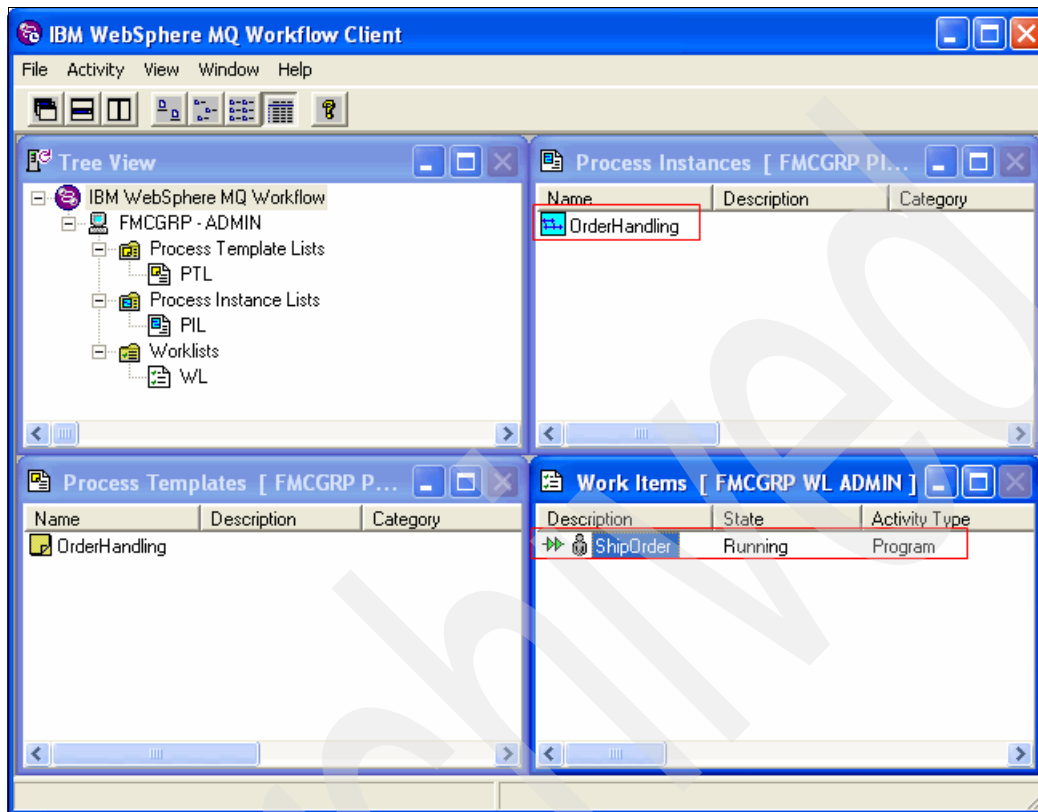 IBM WebSphere MQ Workflow Client
File Activity View Window Help
Tree View
IBM WebSphere MQ Workflow
FMCGRP - ADMIN
Process Template Lists
PTL
Process Instance Lists
PIL
Worklists
WL
Process Instances [ FMCGRP PI...
Name Description Category
OrderHandling
Process Templates [ FMCGRP P...
Name Description Category
OrderHandling
Work Items [ FMCGRP WL ADMIN ]
Description State Activity Type
ShipOrder Running Program